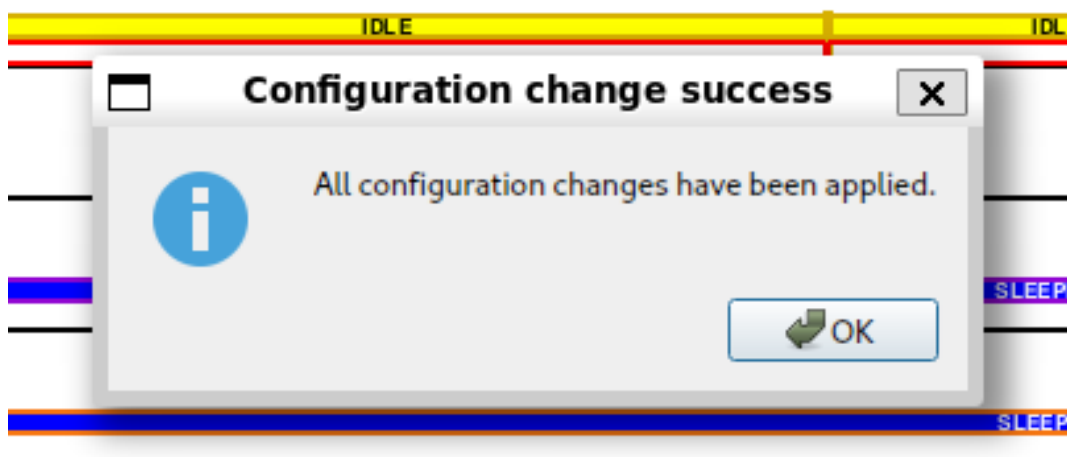 IDLE
IDL
Configuration change success
All configuration changes have been applied.
SLEEP
OK
SLEEP